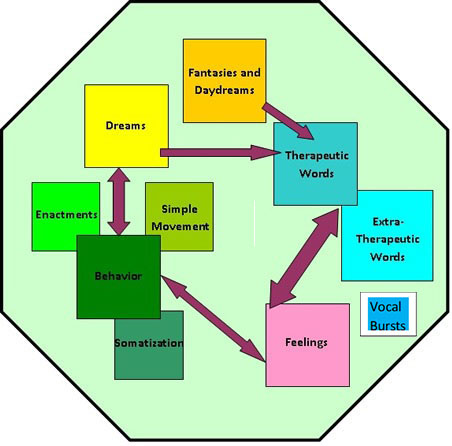 Fantasies and
Daydreams
Dreams
Therapeutic
Words
Enactments
Simple
Movement
Extra-
Therapeutic
Words
Behavior
Vocal
Bursts
Somatization
Feelings